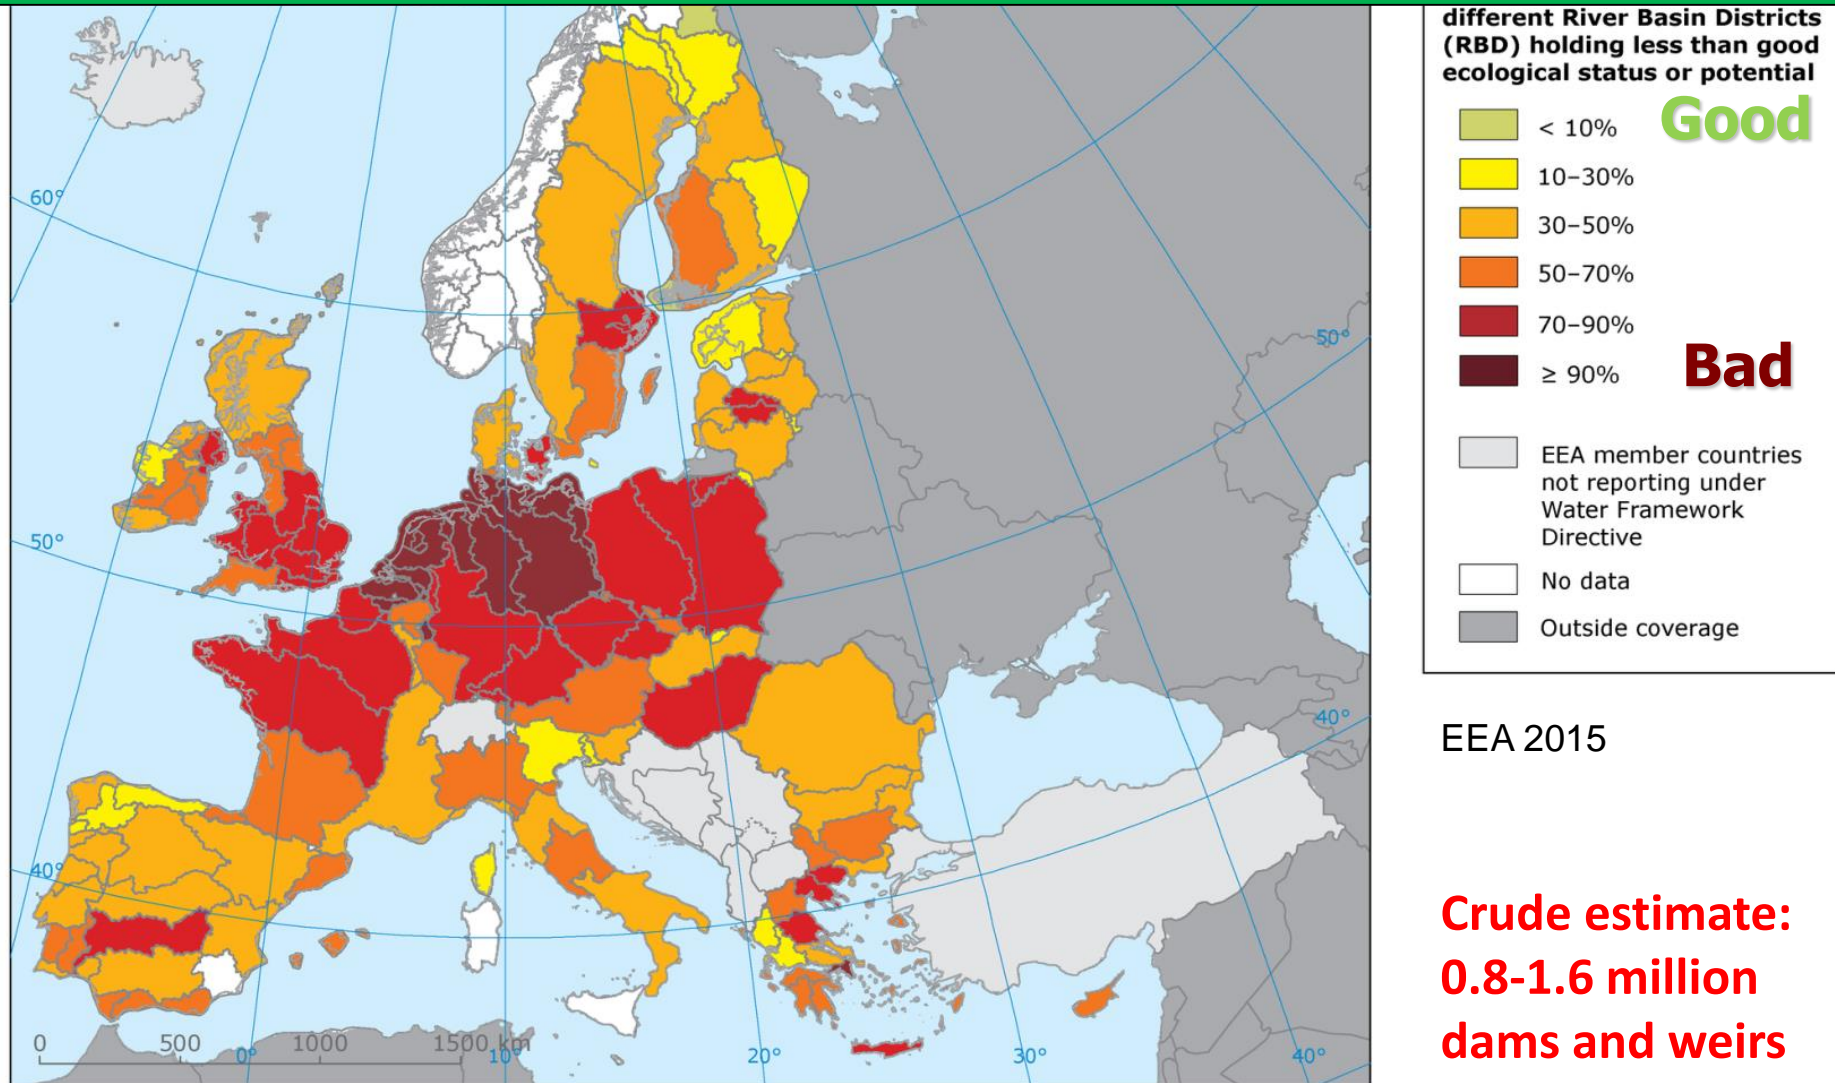 different River Basin Districts
(RBD) holding less than good
ecological status or potential
< 10%
Good
10–30%
30–50%
50–70%
70–90%
Bad
≥ 90%
EEA member countries
not reporting under
Water Framework
Directive
No data
Outside coverage
EEA 2015
Crude estimate:
0.8-1.6 million
dams and weirs
60°
50°
50°
40°
40°
0 500 1000 1500 km
0° 10° 20° 30° 40°